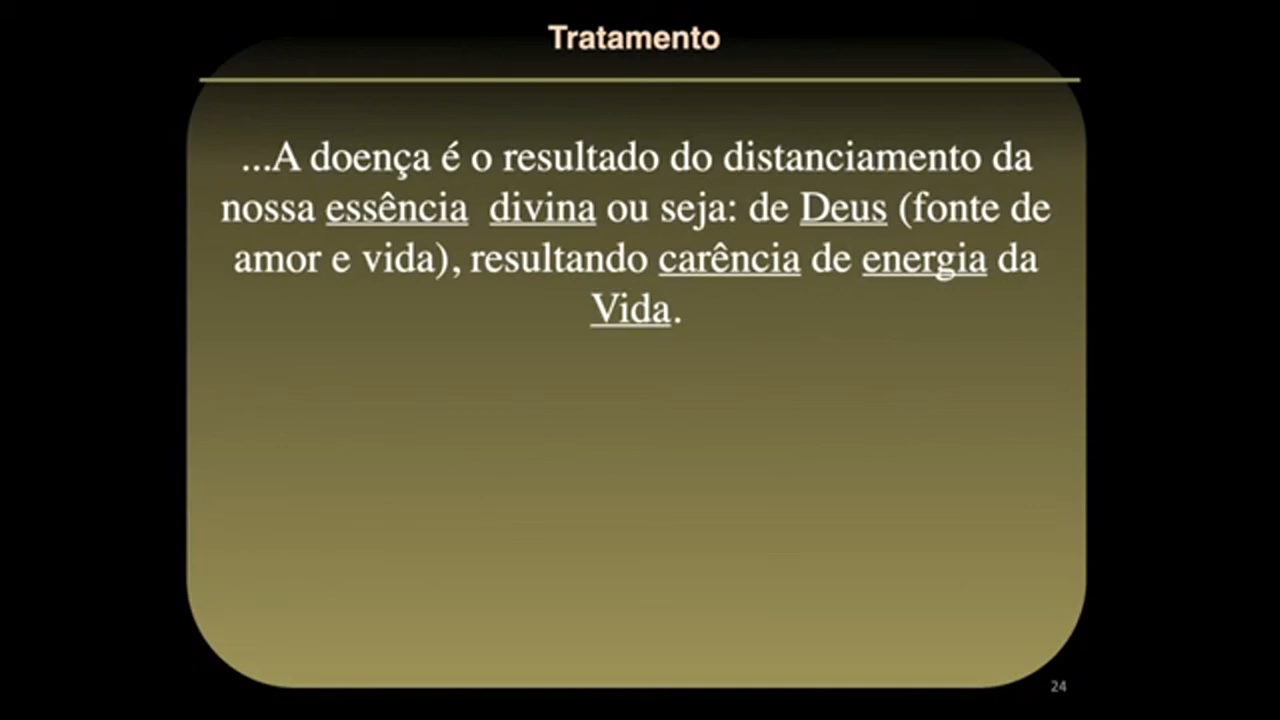 Tratamento
...A doença é o resultado do distanciamento da
nossa essência divina ou seja: de Deus (fonte de
amor e vida), resultando carência de energia da
Vida.
24